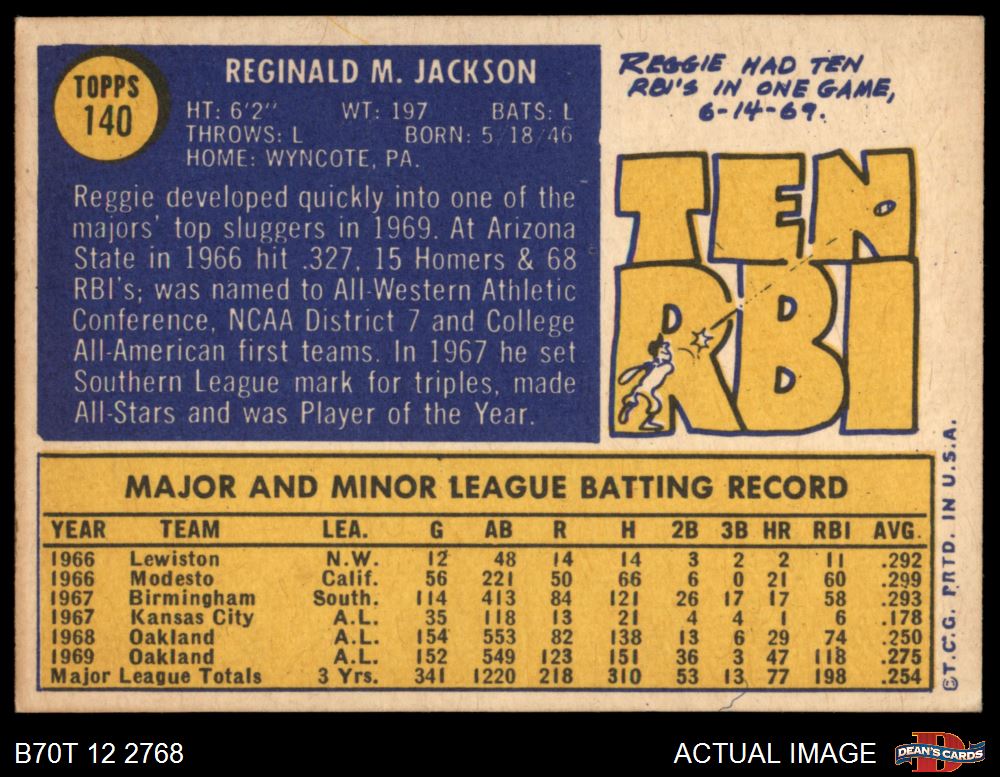 TOPPS
140
REGINALD M. JACKSON
HT: 6'2" WT: 197 BATS: L
THROWS: L BORN: 5/18/46
HOME: WYNCOTE, PA.
Reggie developed quickly into one of the
majors' top sluggers in 1969. At Arizona
State in 1966 hit .327, 15 Homers & 68
RBI's; was named to All-Western Athletic
Conference, NCAA District 7 and College
All-American first teams. In 1967 he set
Southern League mark for triples, made
All-Stars and was Player of the Year.
REGGIE HAD TEN
RBI'S IN ONE GAME,
6-14-69.
TEN
RBI
MAJOR AND MINOR LEAGUE BATTING RECORD
YEAR TEAM LEA. G AB R H 2B 3B HR RBI AVG.
1966 Lewiston N.W. 12 48 14 14 3 2 2 11 .292
1966 Modesto Calif. 56 221 50 66 6 0 21 60 .299
1967 Birmingham South. 114 413 84 121 26 17 17 58 .293
1967 Kansas City A.L. 35 118 13 21 4 4 1 6 .178
1968 Oakland A.L. 154 553 82 138 13 6 29 74 .250
1969 Oakland A.L. 152 549 123 151 36 3 47 118 .275
Major League Totals 3 Yrs. 341 1220 218 310 53 13 77 198 .254
©T.C.G. PRTD. IN U.S.A.
B70T 12 2768
ACTUAL IMAGE
DEAN'S CARDS